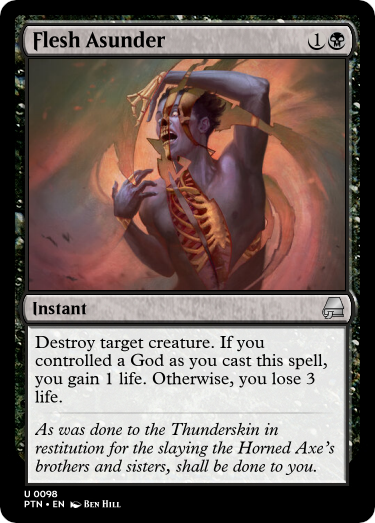 Flesh Asunder 1
Instant
Destroy target creature. If you
controlled a God as you cast this spell,
you gain 1 life. Otherwise, you lose 3
life.
As was done to the Thunderskin in
restitution for the slaying the Horned Axe's
brothers and sisters, shall be done to you.
U 0098
PTN • EN Ben Hill